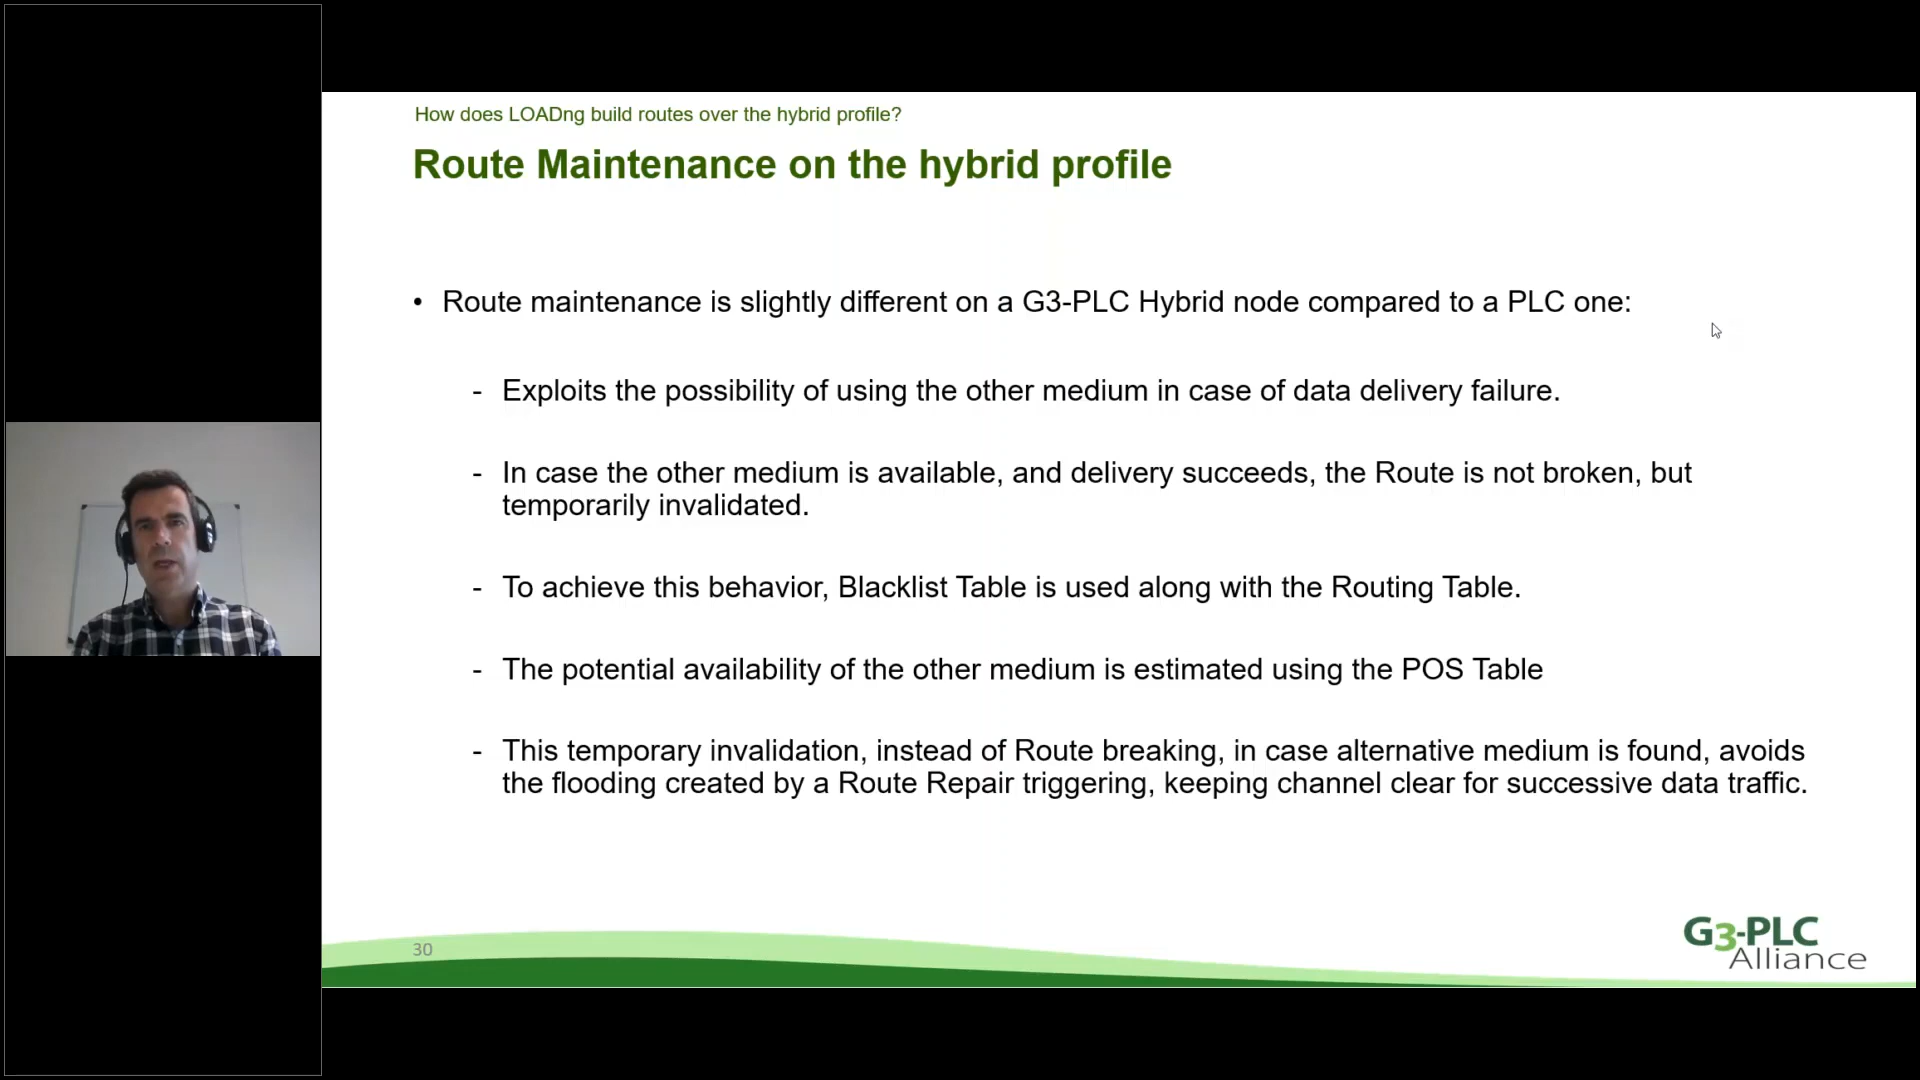 How does LOADng build routes over the hybrid profile?
Route Maintenance on the hybrid profile
• Route maintenance is slightly different on a G3-PLC Hybrid node compared to a PLC one:
- Exploits the possibility of using the other medium in case of data delivery failure.
- In case the other medium is available, and delivery succeeds, the Route is not broken, but
temporarily invalidated.
- To achieve this behavior, Blacklist Table is used along with the Routing Table.
- The potential availability of the other medium is estimated using the POS Table
- This temporary invalidation, instead of Route breaking, in case alternative medium is found, avoids
the flooding created by a Route Repair triggering, keeping channel clear for successive data traffic.
30
G3-PLC
Alliance